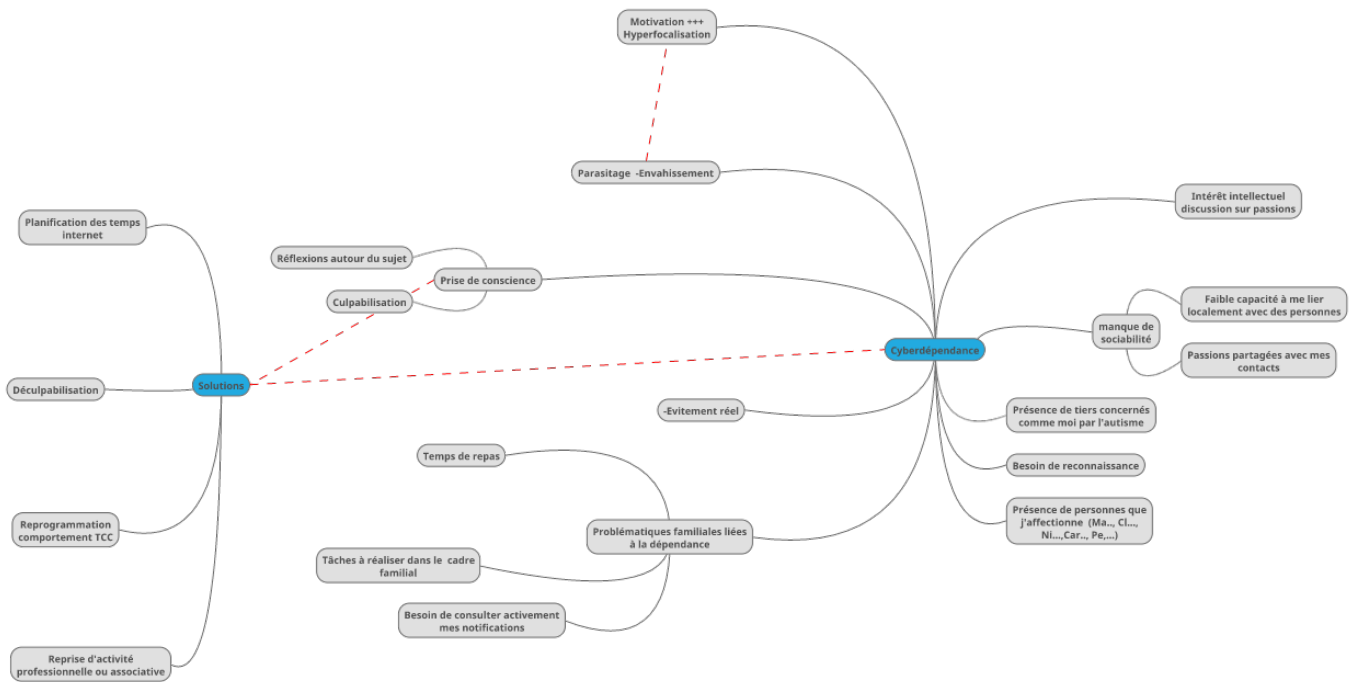 Motivation +++
Hyperfocalisation
Parasitage -Envahissement
Intérêt intellectuel
discussion sur passions
Planification des temps
internet
Réflexions autour du sujet
Prise de conscience
Culpabilisation
Faible capacité à me lier
localement avec des personnes
manque de
sociabilité
Cyberdépendance
Passions partagées avec mes
contacts
Solutions
Déculpabilisation
-Evitement réel
Présence de tiers concernés
comme moi par l'autisme
Temps de repas
Besoin de reconnaissance
Présence de personnes que
j'affectionne (Ma.., Cl...,
Ni...,Car.., Pe,...)
Reprogrammation
comportement TCC
Problématiques familiales liées
à la dépendance
Tâches à réaliser dans le cadre
familial
Besoin de consulter activement
mes notifications
Reprise d'activité
professionnelle ou associative